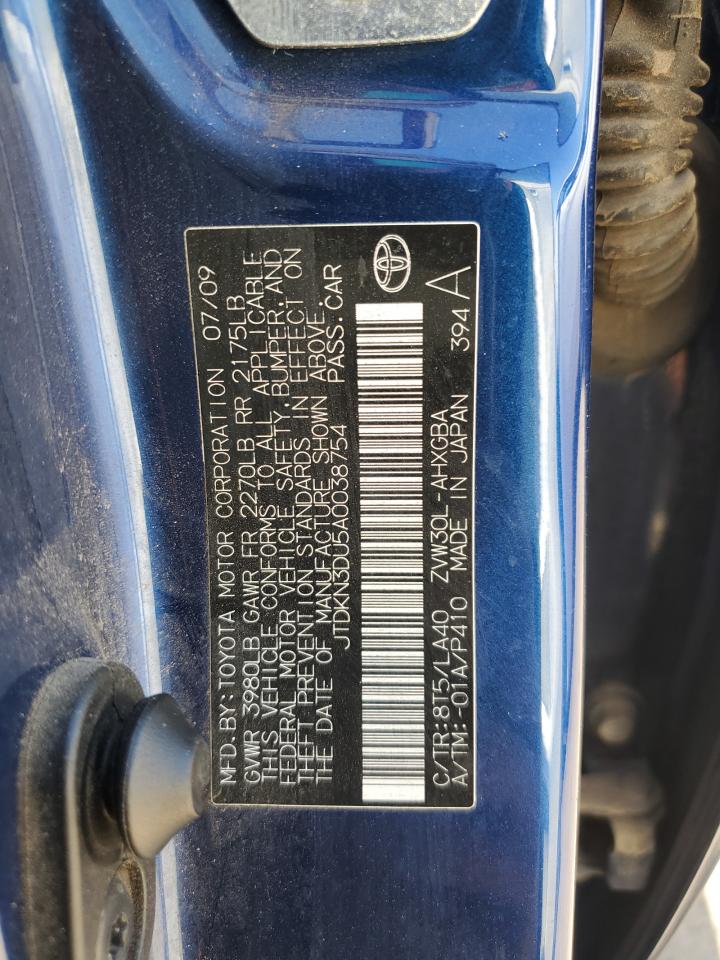 MFD.BY:TOYOTA MOTOR CORPORATION 07/09
GVWR 3980LB GAWR FR 2270LB RR 2175LB
THIS VEHICLE CONFORMS TO ALL APPLICABLE
FEDERAL MOTOR VEHICLE SAFETY,BUMPER,AND
THEFT PREVENTION STANDARDS IN EFFECT ON
THE DATE OF MANUFACTURE SHOWN ABOVE.
JTDKN3DU5A0038754 PASS.CAR
C/TR:8T5/LA40 ZVW30L-AHXGBA
A/TM:-01A/P410 MADE IN JAPAN 394 A